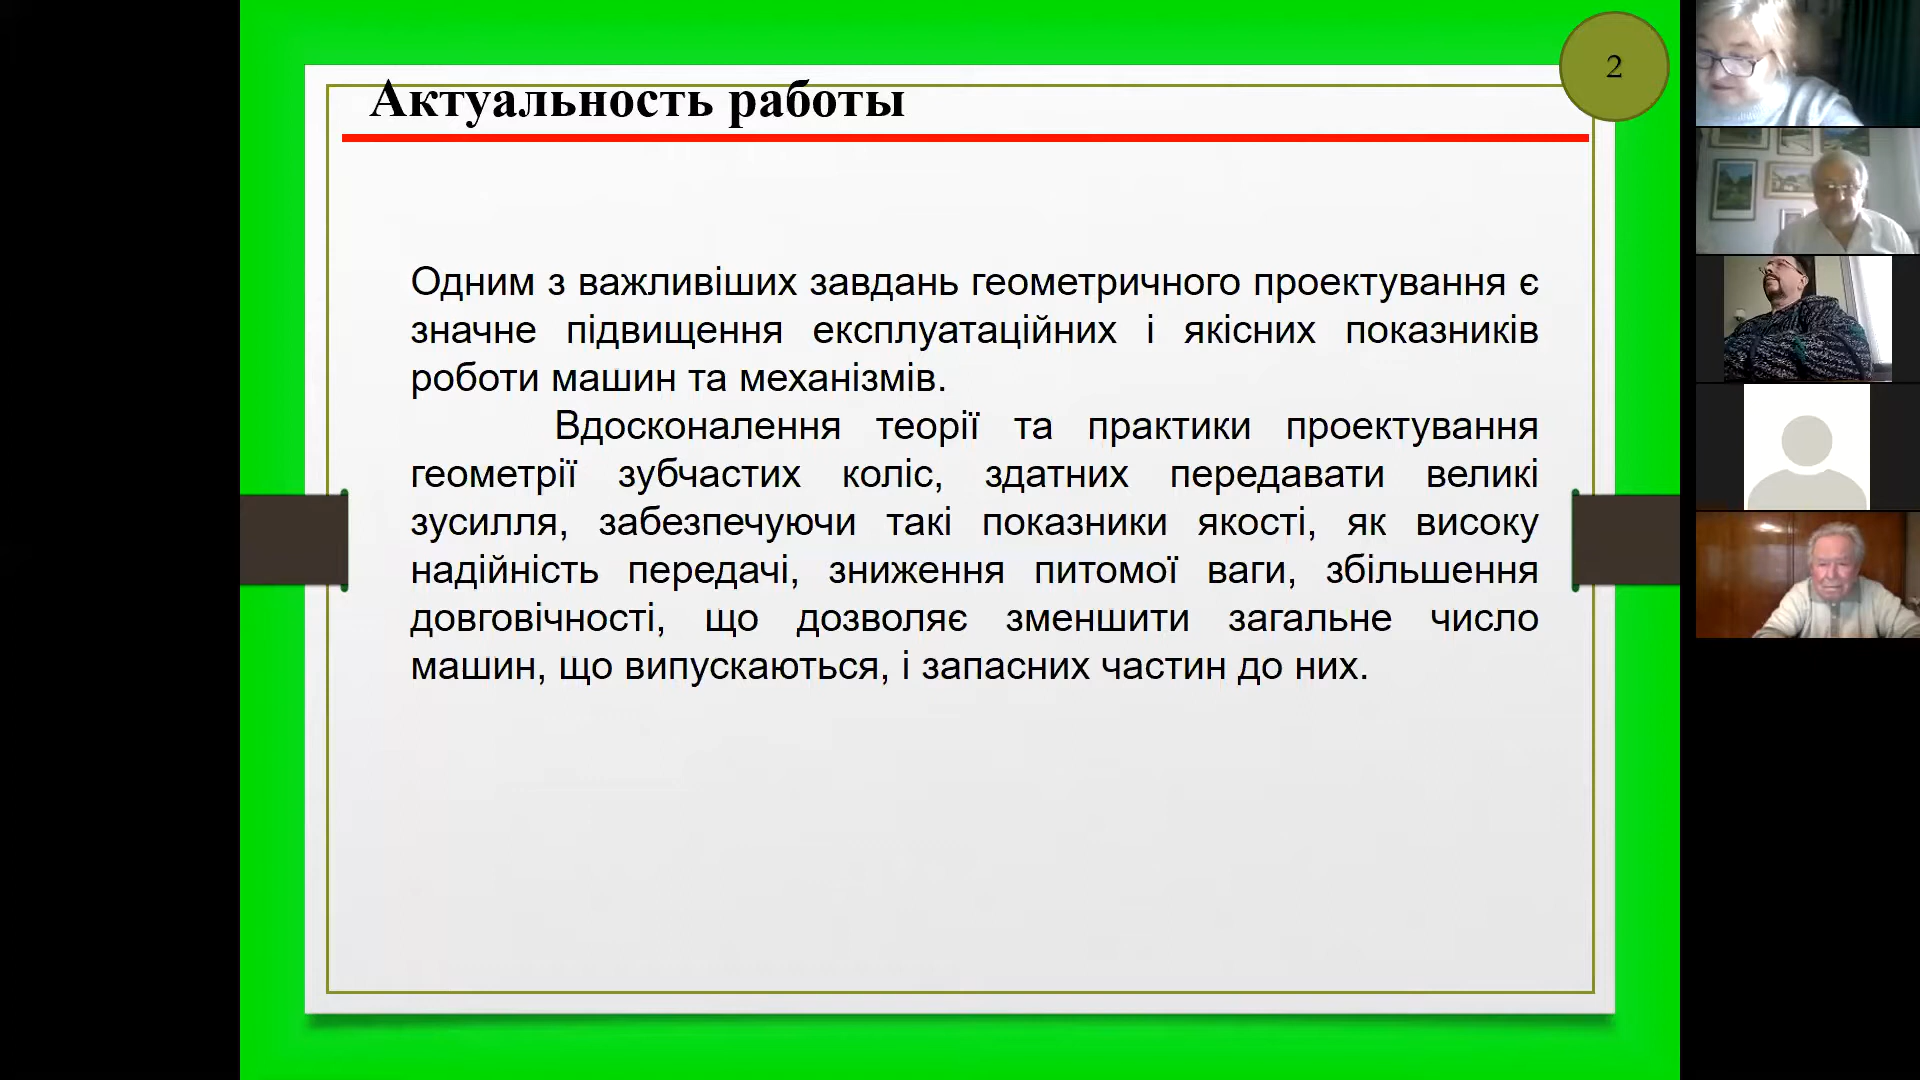 2
Актуальность работы
Одним з важливіших завдань геометричного проектування є
значне підвищення експлуатаційних і якісних показників
роботи машин та механізмів.
Вдосконалення теорії та практики проектування
геометрії зубчастих коліс, здатних передавати великі
зусилля, забезпечуючи такі показники якості, як високу
надійність передачі, зниження питомої ваги, збільшення
довговічності, що дозволяє зменшити загальне число
машин, що випускаються, і запасних частин до них.